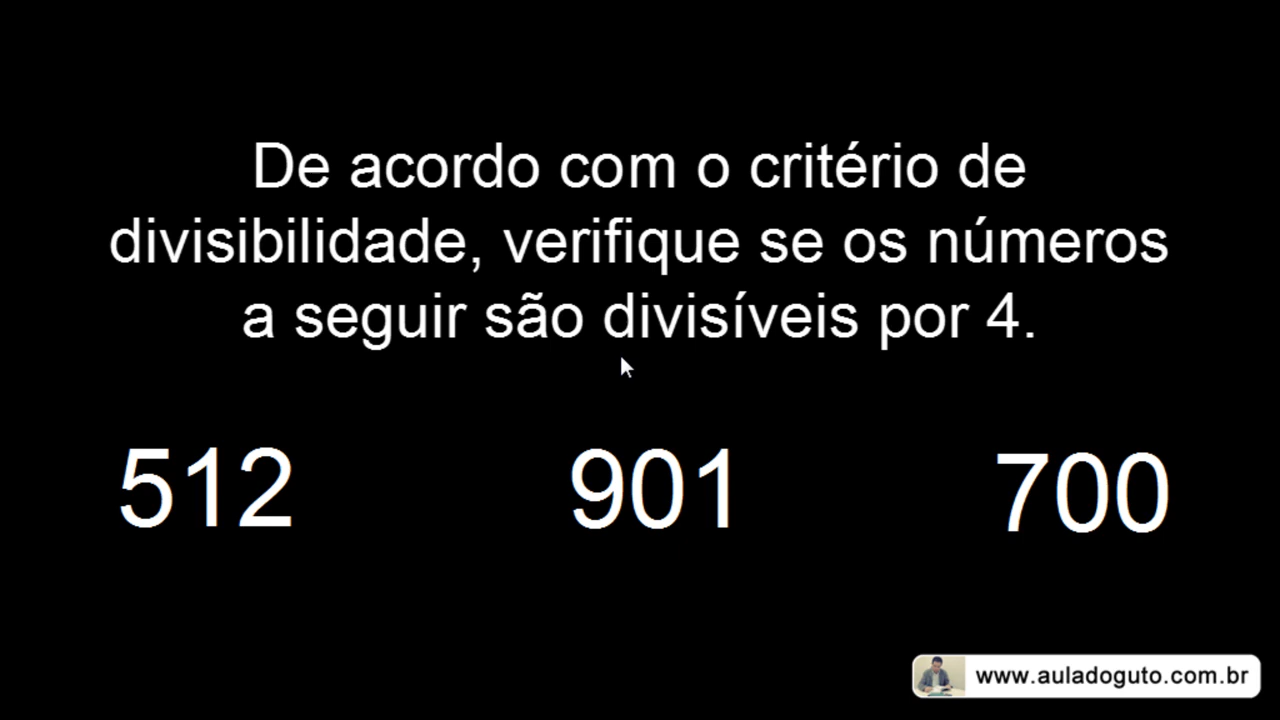 De acordo com o critério de
divisibilidade, verifique se os números
a seguir são divisíveis por 4.
512 901 700
www.auladoguto.com.br